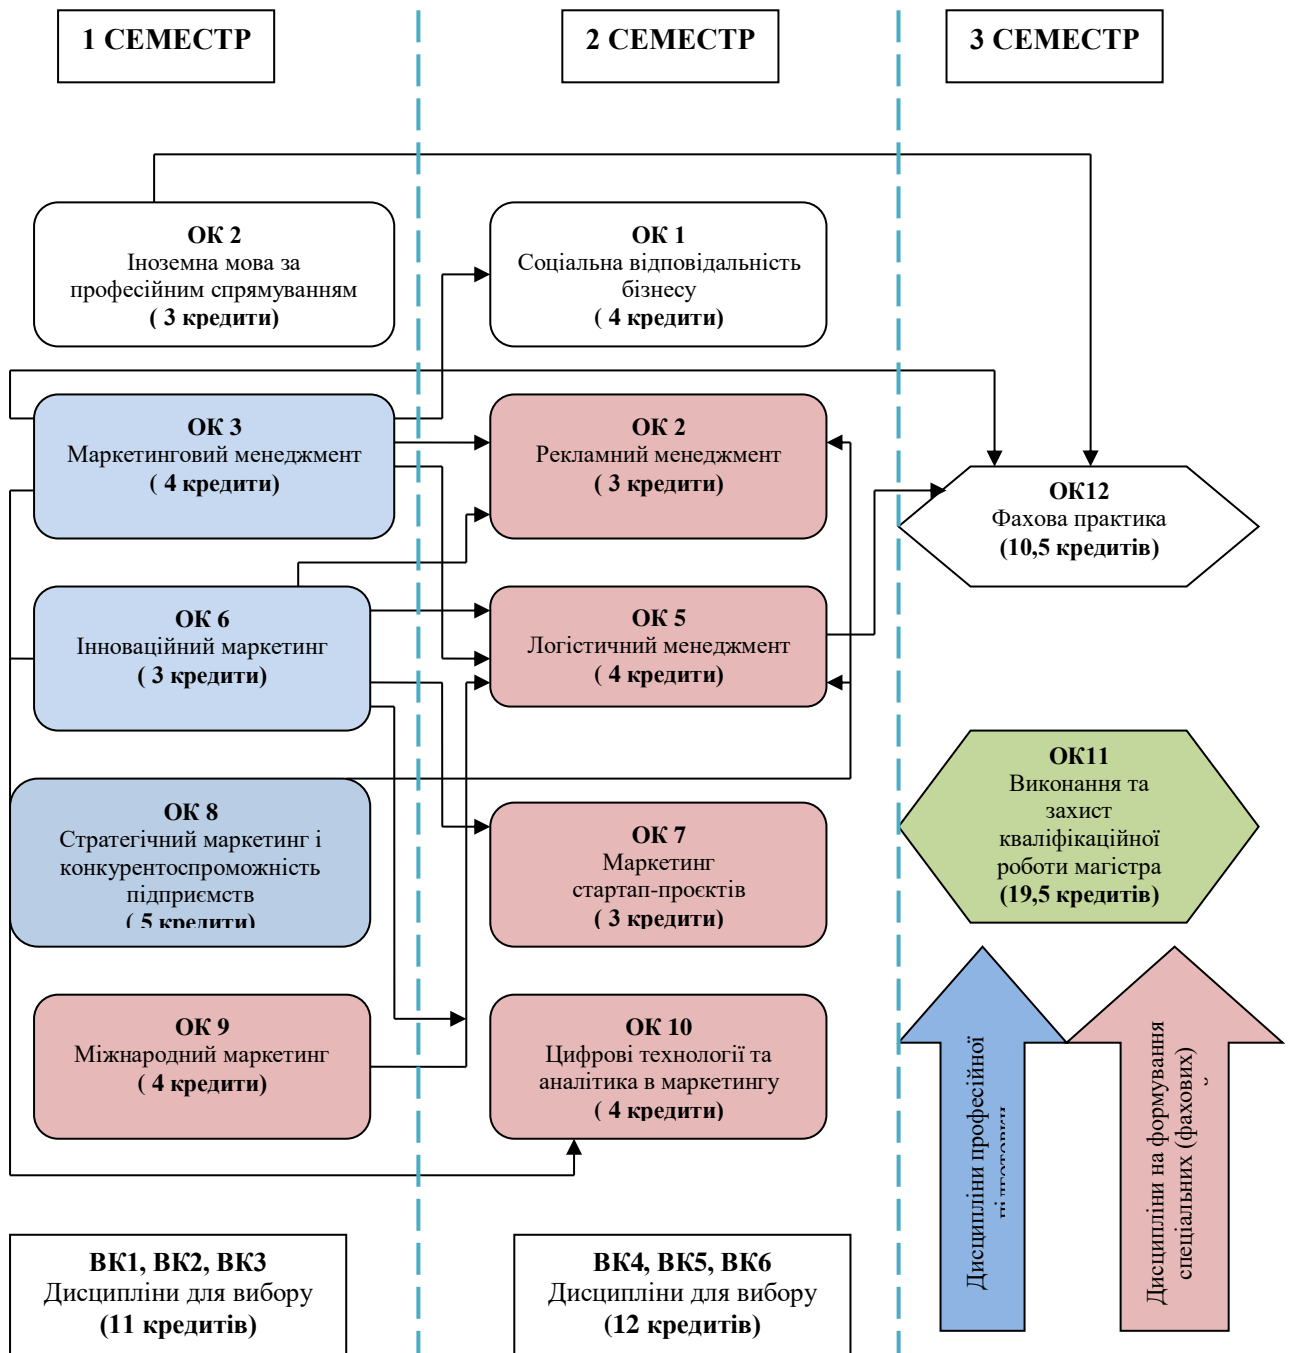 1 СЕМЕСТР
2 СЕМЕСТР
3 СЕМЕСТР
ОК 2
Іноземна мова за
професійним спрямуванням
( 3 кредити)
ОК 1
Соціальна відповідальність
бізнесу
( 4 кредити)
ОК 3
Маркетинговий менеджмент
( 4 кредити)
ОК 2
Рекламний менеджмент
( 3 кредити)
ОК12
Фахова практика
(10,5 кредитів)
ОК 6
Інноваційний маркетинг
( 3 кредити)
ОК 5
Логістичний менеджмент
( 4 кредити)
ОК 8
Стратегічний маркетинг і
конкурентоспроможність
підприємств
( 5 кредити)
ОК 7
Маркетинг
стартап-проєктів
( 3 кредити)
ОК11
Виконання та
захист
кваліфікаційної
роботи магістра
(19,5 кредитів)
ОК 9
Міжнародний маркетинг
( 4 кредити)
ОК 10
Цифрові технології та
аналітика в маркетингу
( 4 кредити)
Дисципліни професійної
підготовки
Дисципліни на формування
спеціальних (фахових)
ВК1, ВК2, ВК3
Дисципліни для вибору
(11 кредитів)
ВК4, ВК5, ВК6
Дисципліни для вибору
(12 кредитів)